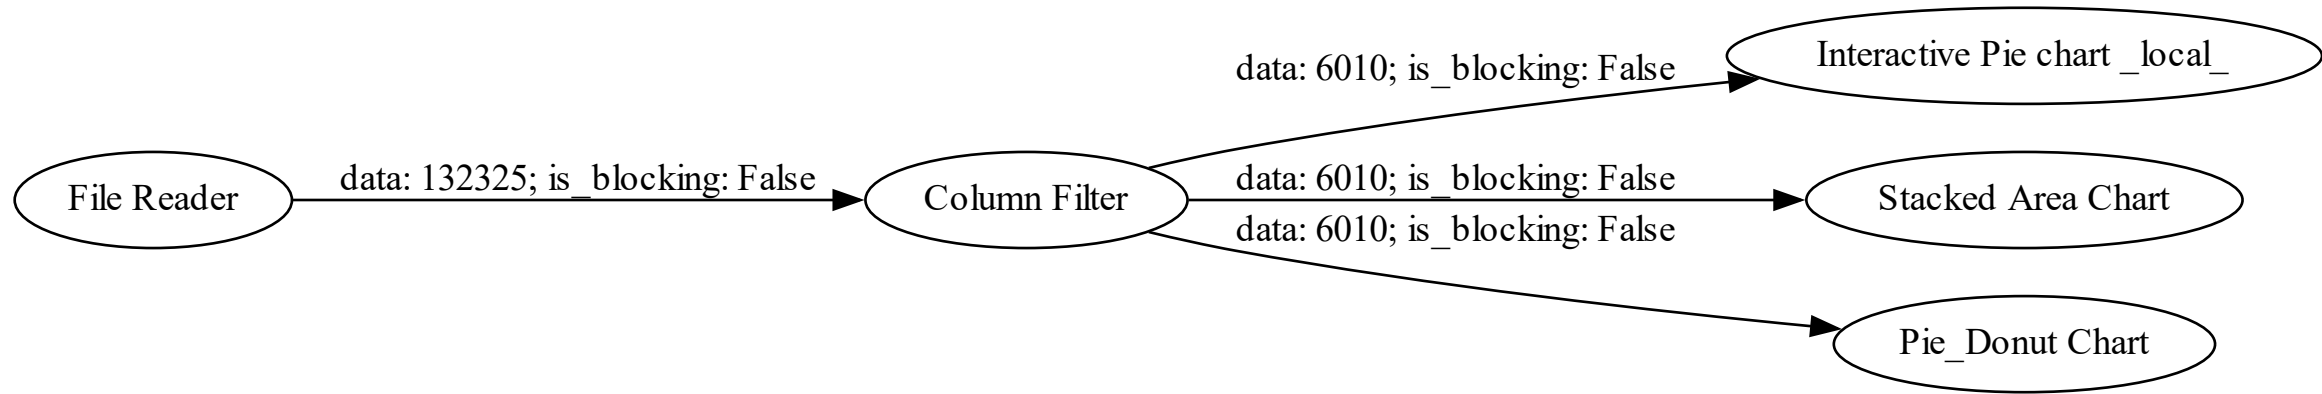 File Reader
data: 132325; is_blocking: False
Column Filter
data: 6010; is_blocking: False
Interactive Pie chart _local_
data: 6010; is_blocking: False
Stacked Area Chart
data: 6010; is_blocking: False
Pie_Donut Chart